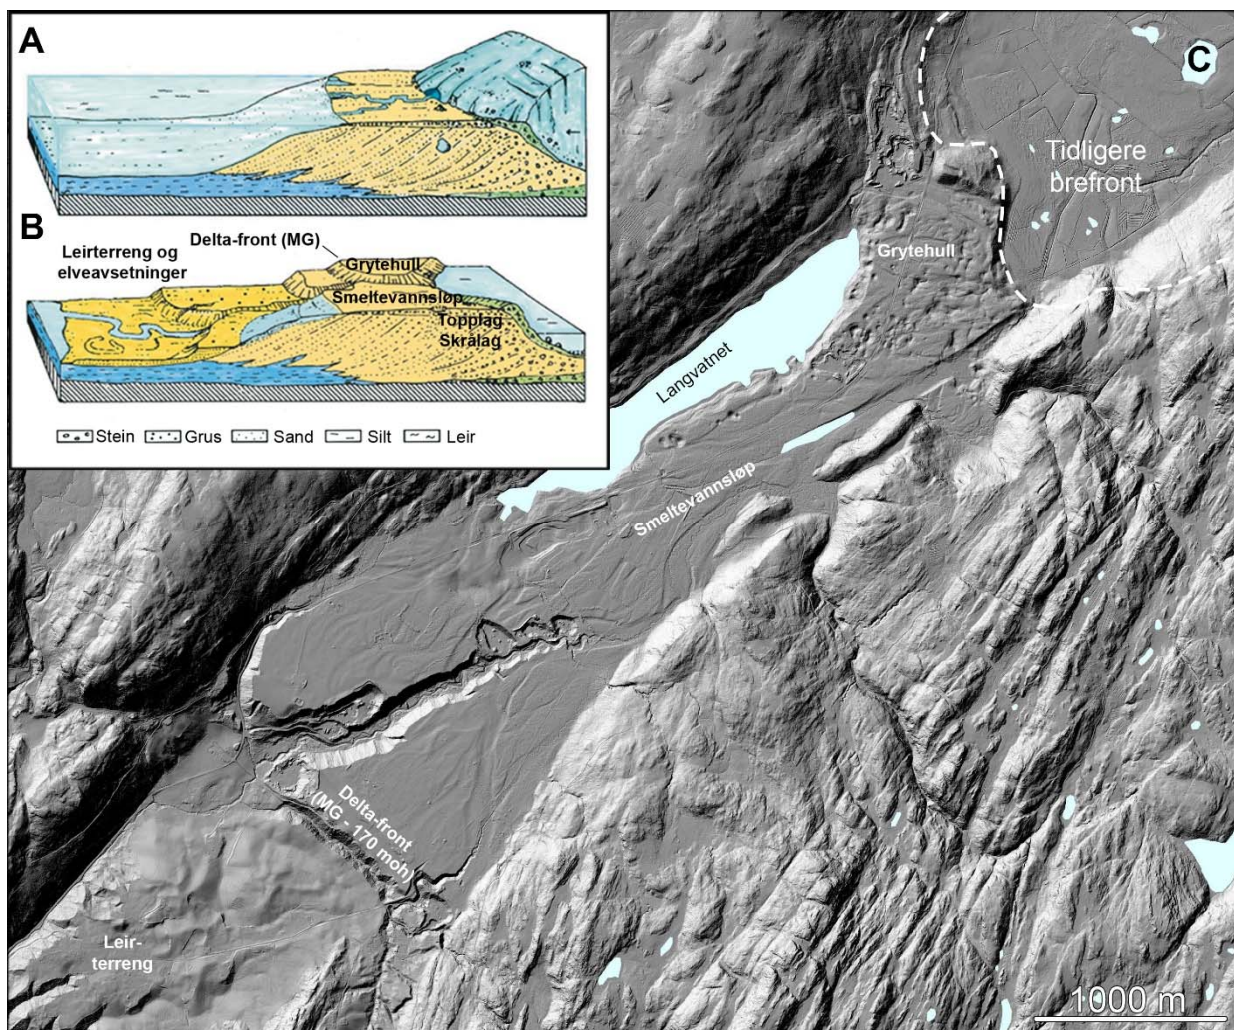 A
B
Delta-front (MG)
Leirterreng og
elveavsetninger
Grytehull
Smeltevannsløp
Topplag
Skrålag
Stein
Grus
Sand
Silt
Leir
C
Tidligere
brefront
Grytehull
Langvatnet
Smeltevannsløp
Delta-front
(MG - 170 moh)
Leir-
terreng
1000 m